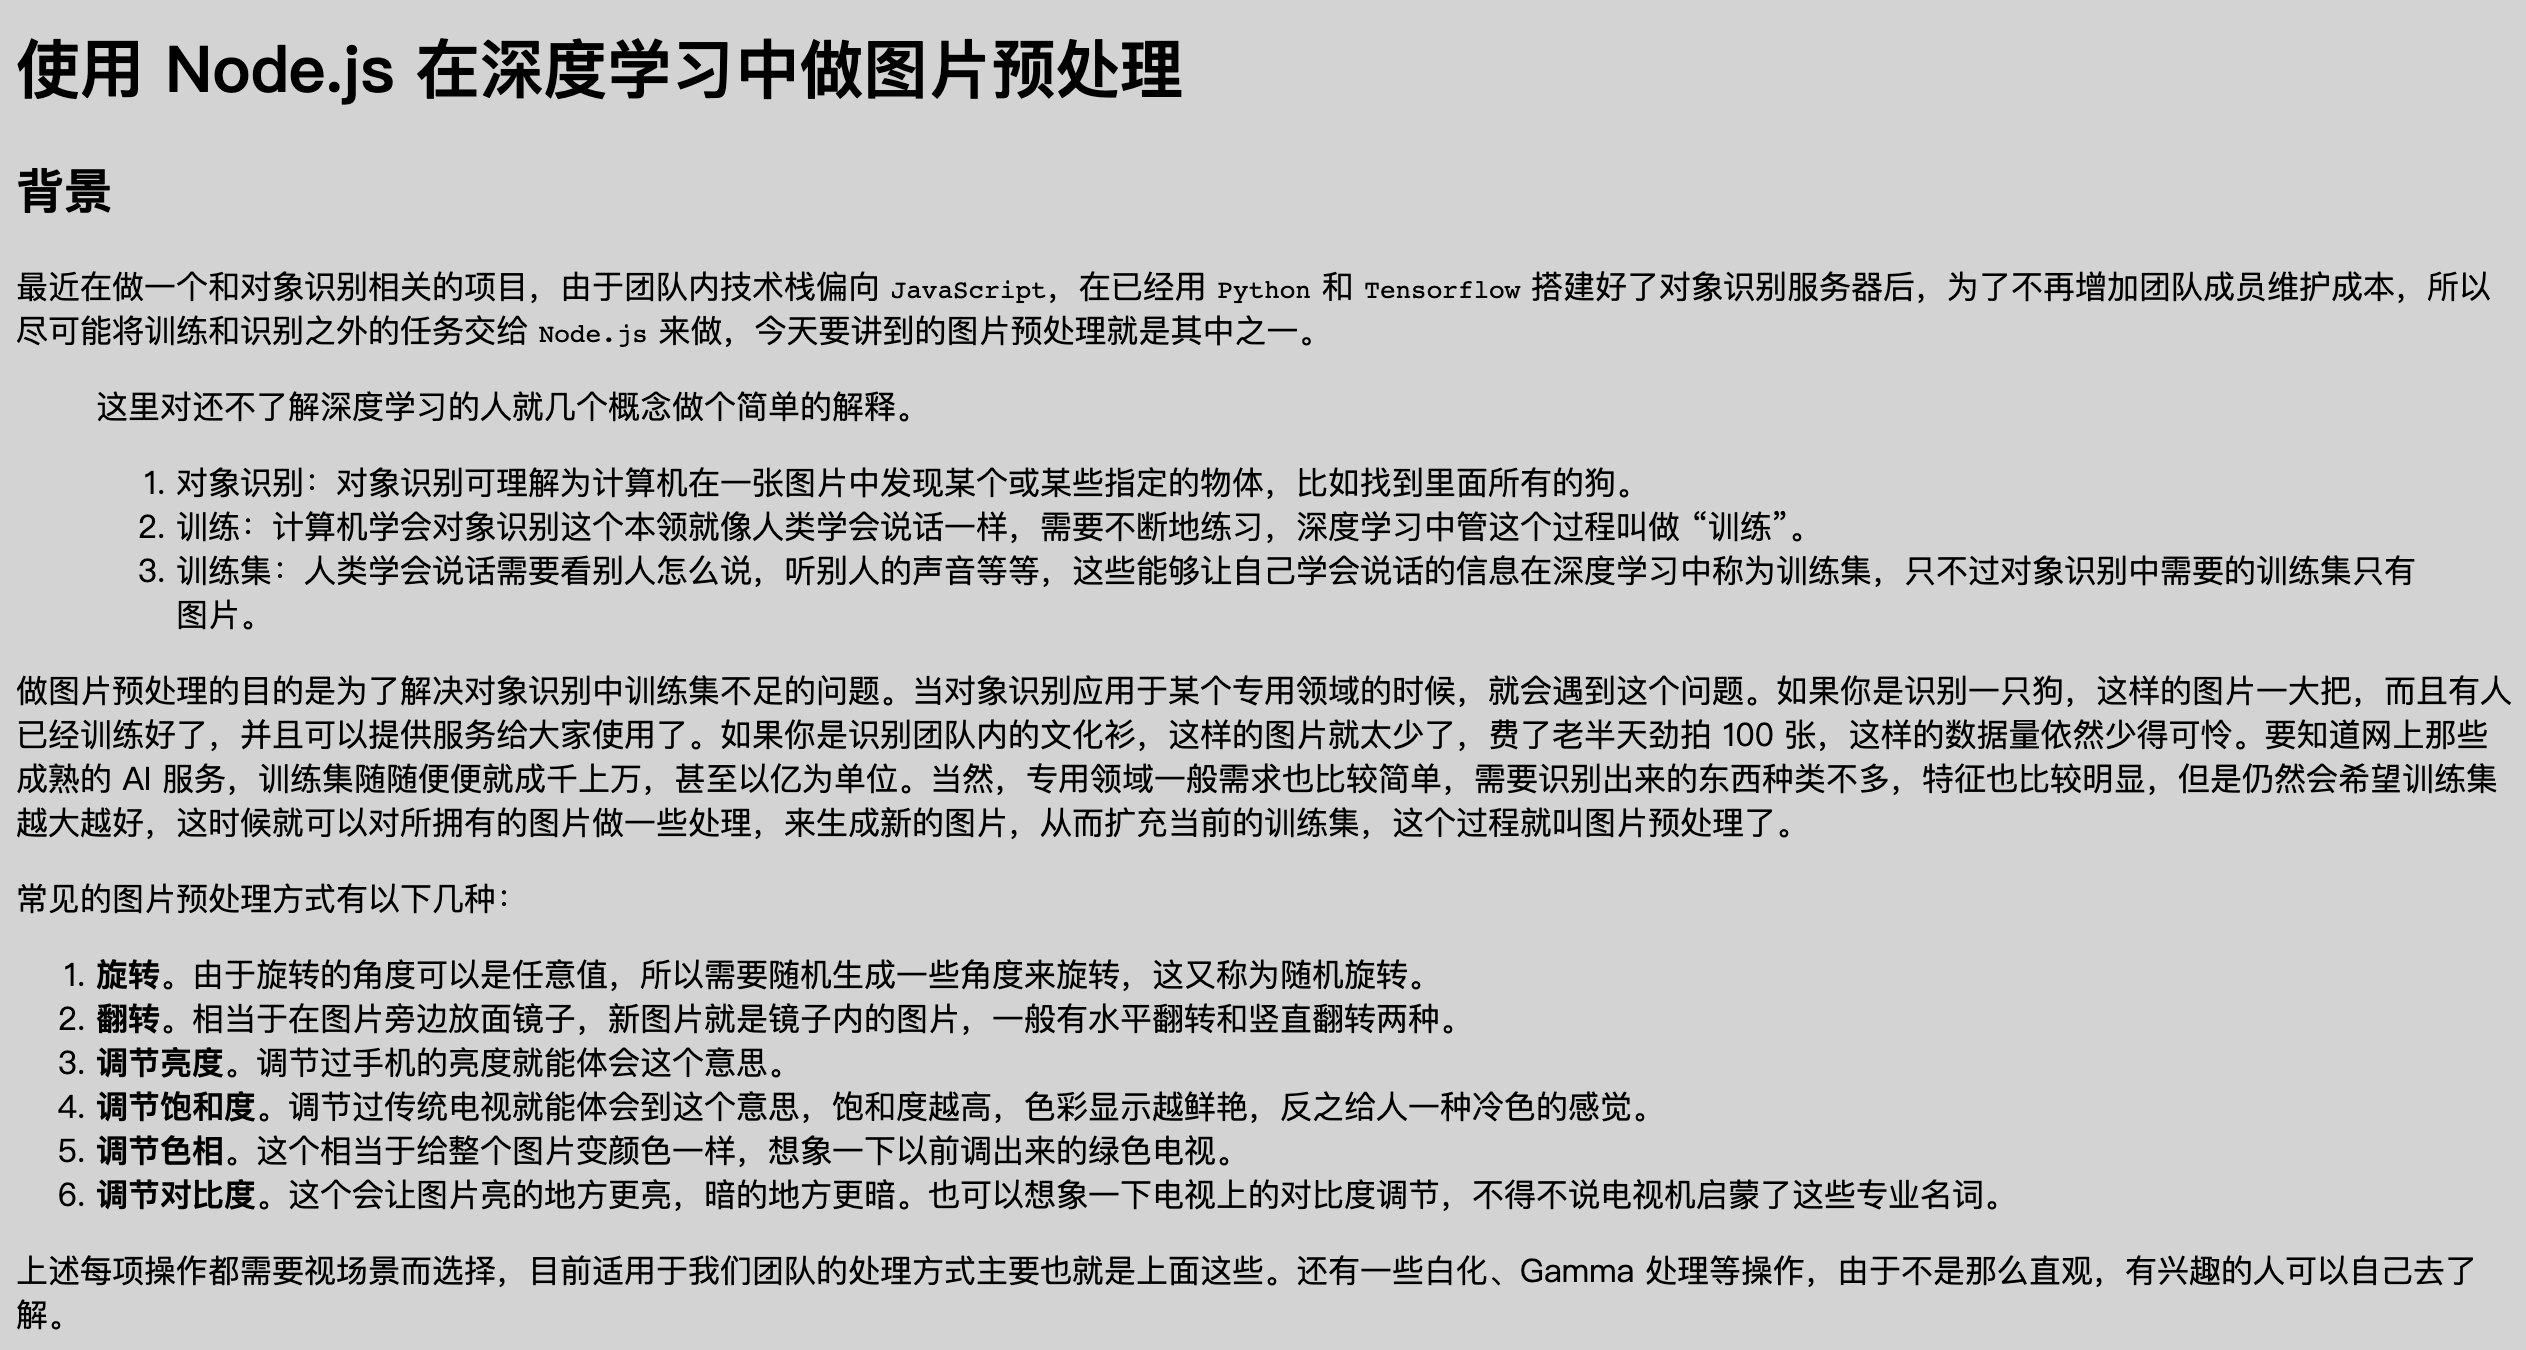 使用 Node.js 在深度学习中做图片预处理
背景
最近在做一个和对象识别相关的项目，由于团队内技术栈偏向 JavaScript，在已经用 Python 和 Tensorflow 搭建好了对象识别服务器后，为了不再增加团队成员维护成本，所以
尽可能将训练和识别之外的任务交给 Node.js 来做，今天要讲到的图片预处理就是其中之一。
这里对还不了解深度学习的人就几个概念做个简单的解释。
1. 对象识别：对象识别可理解为计算机在一张图片中发现某个或某些指定的物体，比如找到里面所有的狗。
2. 训练：计算机学会对象识别这个本领就像人类学会说话一样，需要不断地练习，深度学习中管这个过程叫做 “训练”。
3. 训练集：人类学会说话需要看别人怎么说，听别人的声音等等，这些能够让自己学会说话的信息在深度学习中称为训练集，只不过对象识别中需要的训练集只有
图片。
做图片预处理的目的是为了解决对象识别中训练集不足的问题。当对象识别应用于某个专用领域的时候，就会遇到这个问题。如果你是识别一只狗，这样的图片一大把，而且有人
已经训练好了，并且可以提供服务给大家使用了。如果你是识别团队内的文化衫，这样的图片就太少了，费了老半天劲拍 100 张，这样的数据量依然少得可怜。要知道网上那些
成熟的 AI 服务，训练集随随便便就成千上万，甚至以亿为单位。当然，专用领域一般需求也比较简单，需要识别出来的东西种类不多，特征也比较明显，但是仍然会希望训练集
越大越好，这时候就可以对所拥有的图片做一些处理，来生成新的图片，从而扩充当前的训练集，这个过程就叫图片预处理了。
常见的图片预处理方式有以下几种：
1. 旋转。由于旋转的角度可以是任意值，所以需要随机生成一些角度来旋转，这又称为随机旋转。
2. 翻转。相当于在图片旁边放面镜子，新图片就是镜子内的图片，一般有水平翻转和竖直翻转两种。
3. 调节亮度。调节过手机的亮度就能体会这个意思。
4. 调节饱和度。调节过传统电视就能体会到这个意思，饱和度越高，色彩显示越鲜艳，反之给人一种冷色的感觉。
5. 调节色相。这个相当于给整个图片变颜色一样，想象一下以前调出来的绿色电视。
6. 调节对比度。这个会让图片亮的地方更亮，暗的地方更暗。也可以想象一下电视上的对比度调节，不得不说电视机启蒙了这些专业名词。
上述每项操作都需要视场景而选择，目前适用于我们团队的处理方式主要也就是上面这些。还有一些白化、Gamma 处理等操作，由于不是那么直观，有兴趣的人可以自己去了
解。